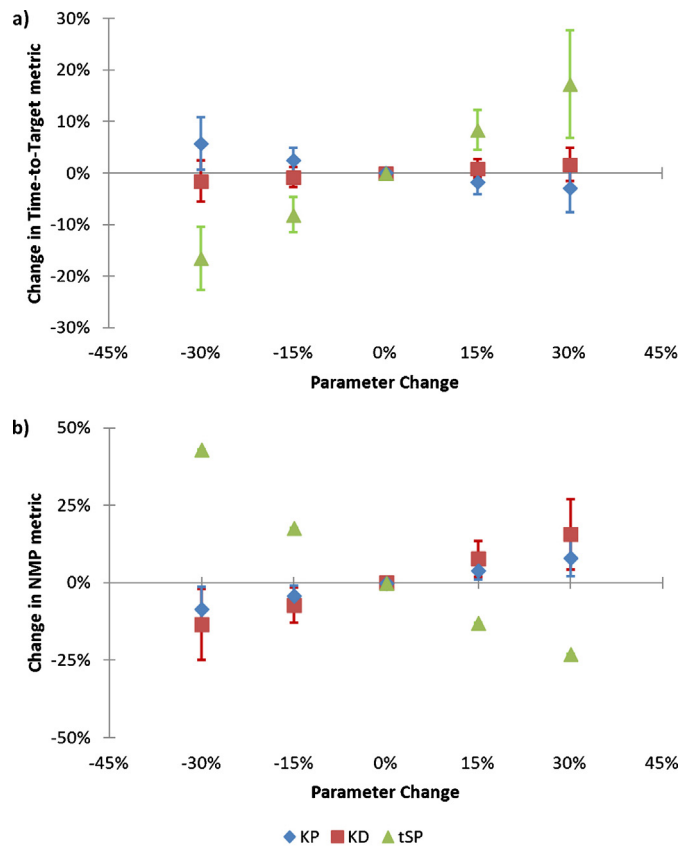 a)
30%
20%
10%
0%
-10%
-20%
-30%
Change in Time-to-Target metric
-45% -30% -15% 0% 15% 30% 45%
Parameter Change
b)
50%
25%
0%
-25%
-50%
Change in NMP metric
-45% -30% -15% 0% 15% 30% 45%
Parameter Change
KP KD tSP